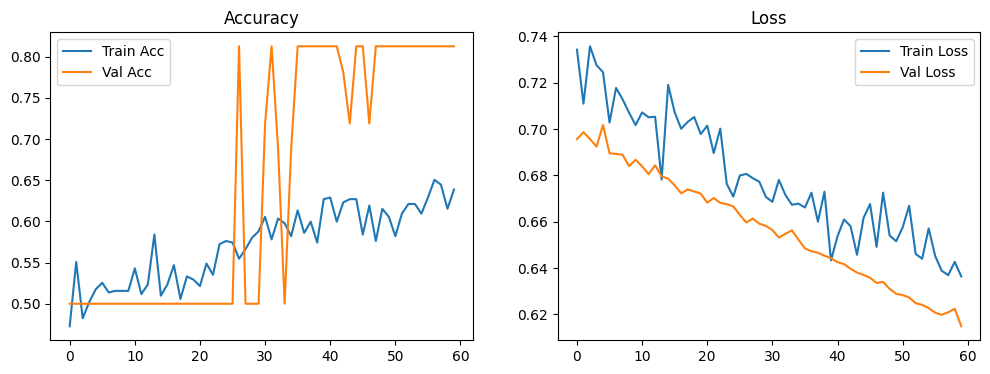 Accuracy
Train Acc
Val Acc
0.80
0.75
0.70
0.65
0.60
0.55
0.50
0 10 20 30 40 50 60
Loss
Train Loss
Val Loss
0.74
0.72
0.70
0.68
0.66
0.64
0.62
0 10 20 30 40 50 60